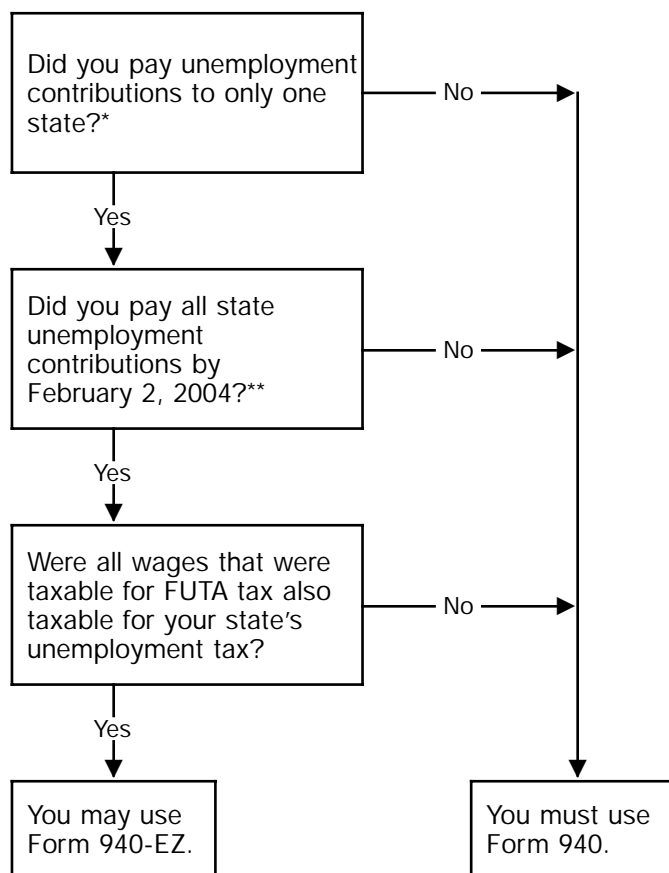 Did you pay unemployment
contributions to only one
state?*
No
Yes
Did you pay all state
unemployment
contributions by
February 2, 2004?**
No
Yes
Were all wages that were
taxable for FUTA tax also
taxable for your state's
unemployment tax?
No
Yes
You may use
Form 940-EZ.
You must use
Form 940.